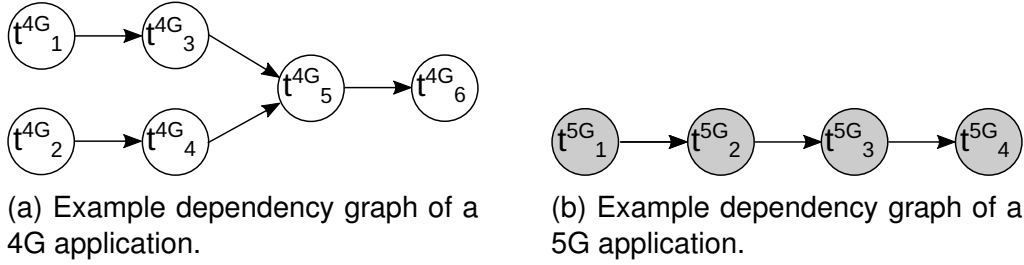 t4G1
t4G3
t4G5
t4G6
t4G2
t4G4
(a) Example dependency graph of a
4G application.
t5G1
t5G2
t5G3
t5G4
(b) Example dependency graph of a
5G application.